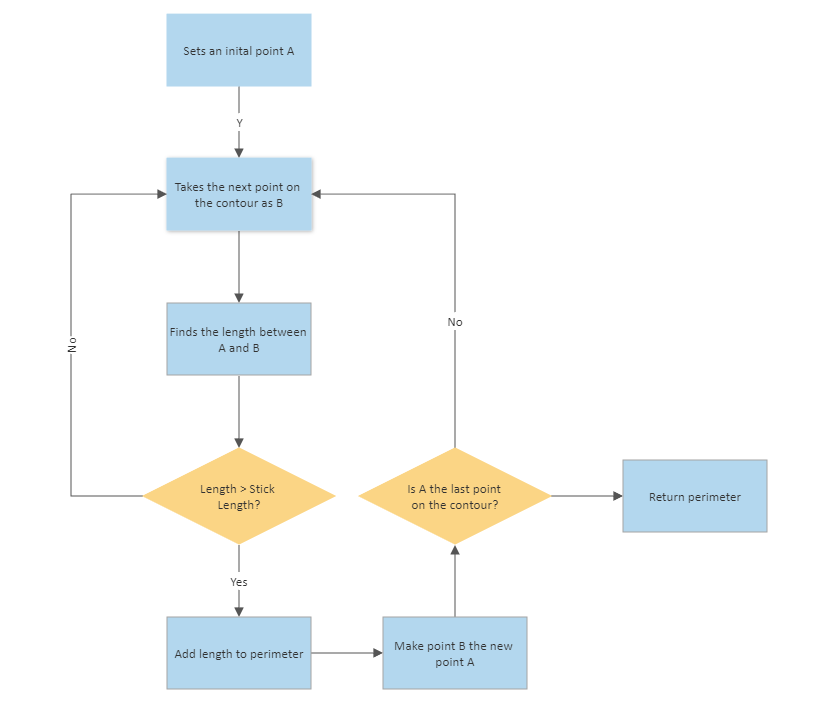 Sets an inital point A
Y
Takes the next point on
the contour as B
Finds the length between
A and B
No
No
Length > Stick
Length?
Is A the last point
on the contour?
Return perimeter
Yes
Add length to perimeter
Make point B the new
point A